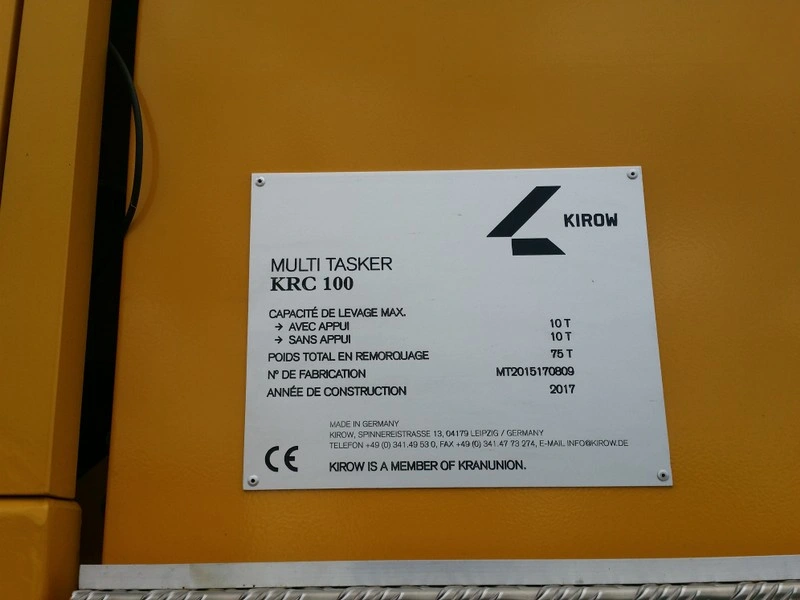 KIROW
MULTI TASKER
KRC 100
CAPACITÉ DE LEVAGE MAX.
→ AVEC APPUI 10 T
→ SANS APPUI 10 T
POIDS TOTAL EN REMORQUAGE 75 T
N° DE FABRICATION MT2015170809
ANNÉE DE CONSTRUCTION 2017
MADE IN GERMANY
KIROW, SPINNEREISTRASSE 13, 04179 LEIPZIG / GERMANY
TELEFON +49 (0) 341.49 53 0, FAX +49 (0) 341.47 73 274, E-MAIL INFO@KIROW.DE
CE
KIROW IS A MEMBER OF KRANUNION.